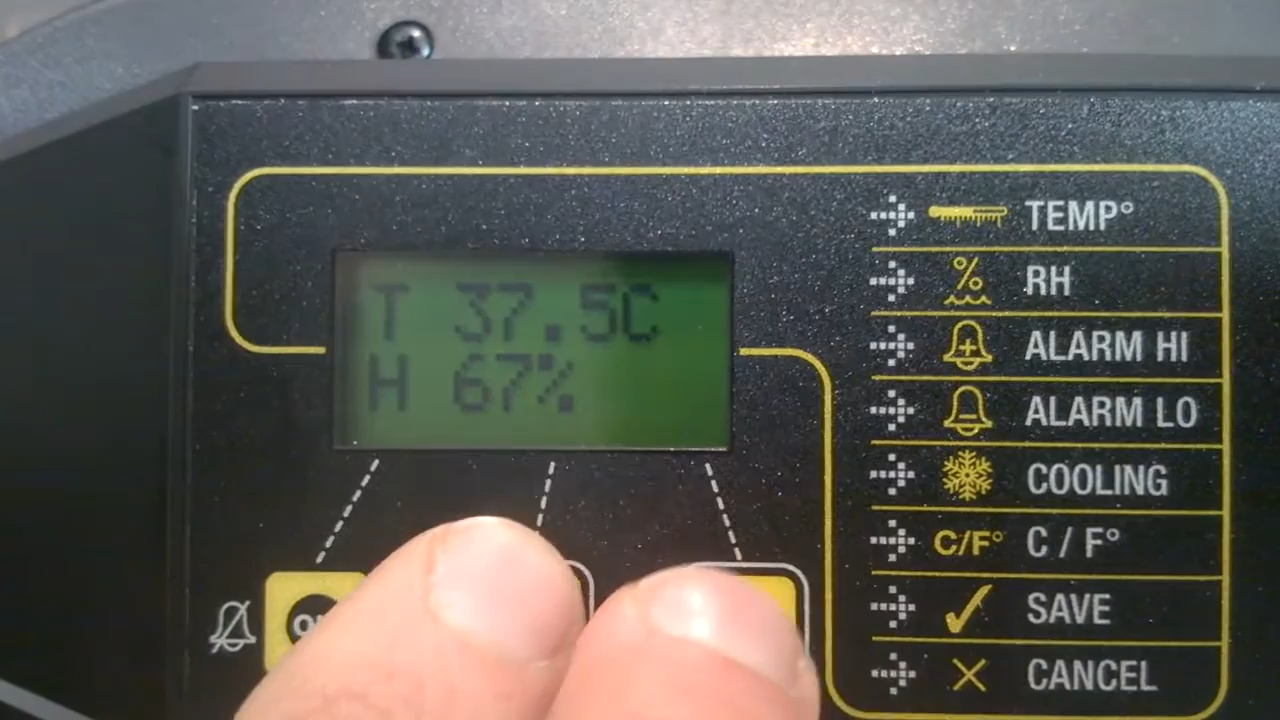 T 37.5C
H 67%
TEMP°
% RH
ALARM HI
ALARM LO
COOLING
C/F° C / F°
SAVE
CANCEL